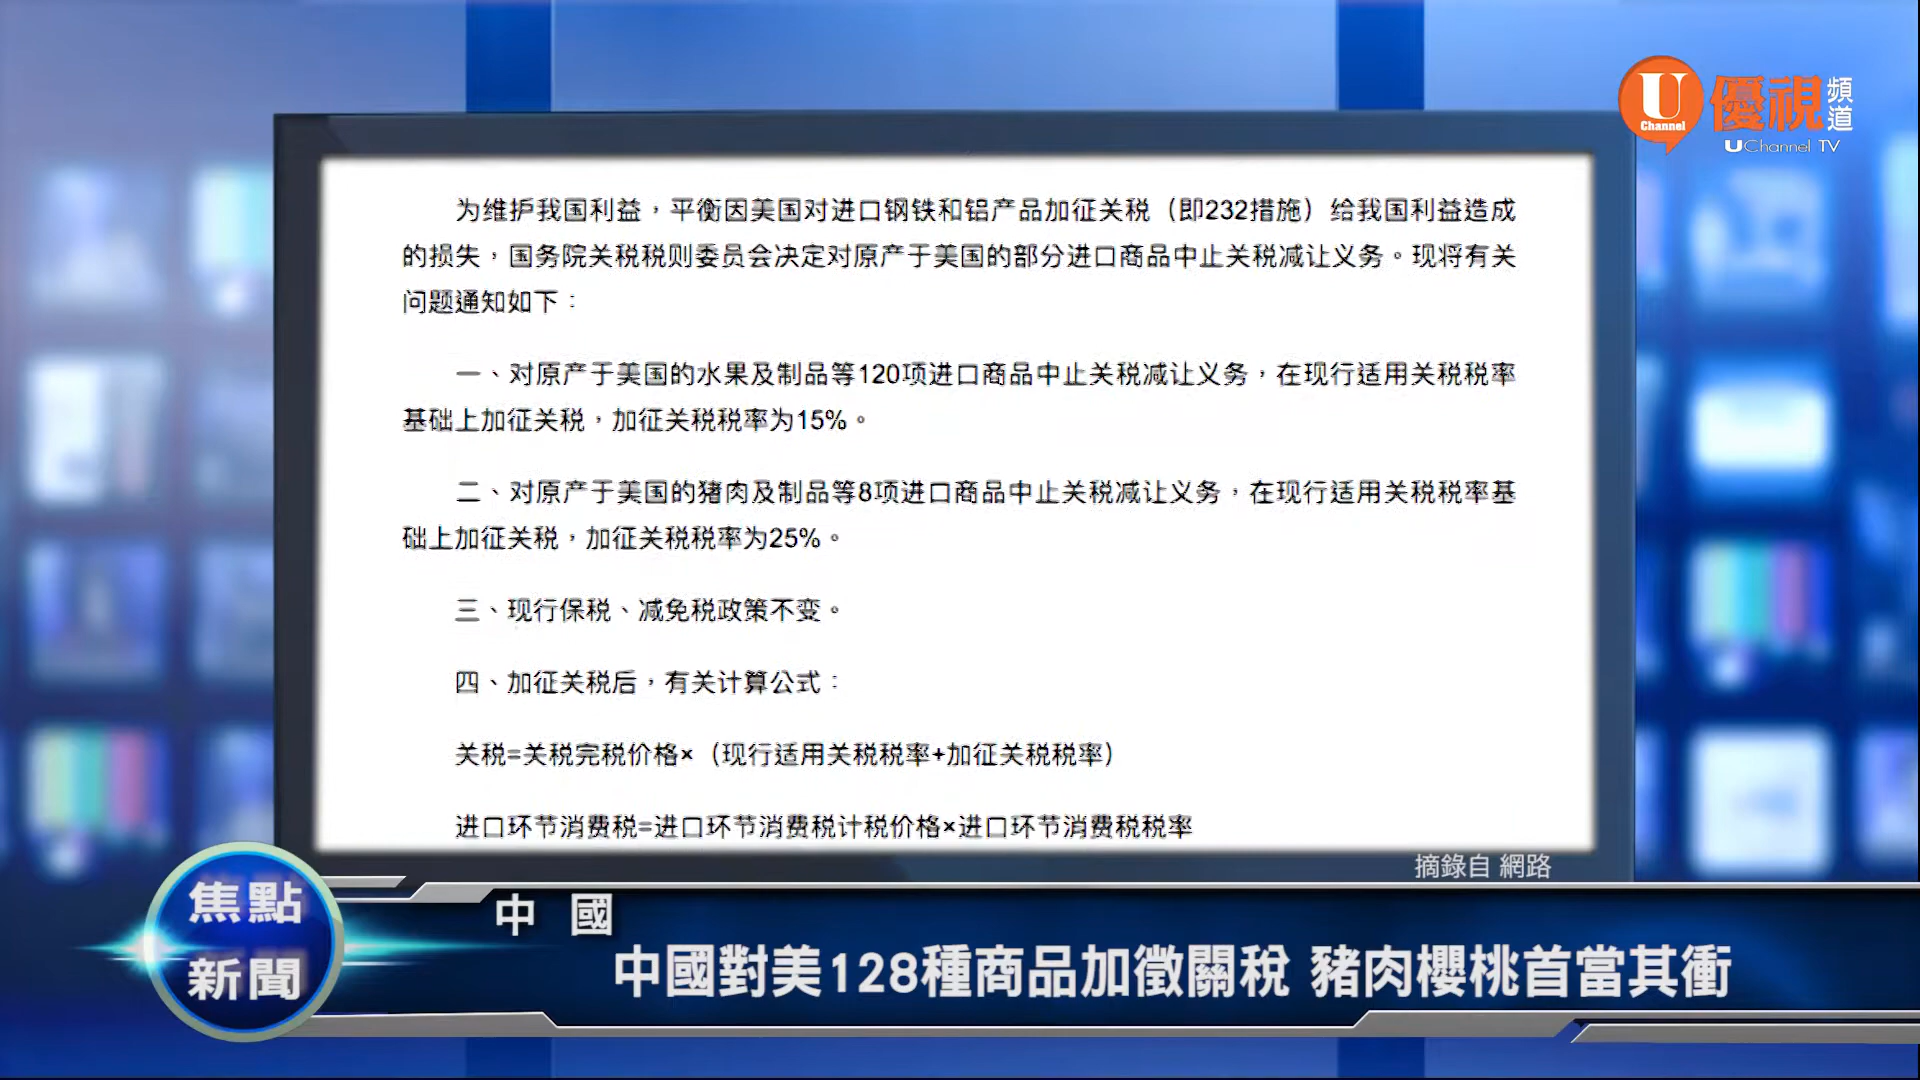 U
Channel
優視
頻道
UChannel TV
为维护我国利益，平衡因美国对进口钢铁和铝产品加征关税（即232措施）给我国利益造成
的损失，国务院关税税则委员会决定对原产于美国的部分进口商品中止关税减让义务。现将有关
问题通知如下：
一、对原产于美国的水果及制品等120项进口商品中止关税减让义务，在现行适用关税税率
基础上加征关税，加征关税税率为15%。
二、对原产于美国的猪肉及制品等8项进口商品中止关税减让义务，在现行适用关税税率基
础上加征关税，加征关税税率为25%。
三、现行保税、减免税政策不变。
四、加征关税后，有关计算公式：
关税=关税完税价格×（现行适用关税税率+加征关税税率）
进口环节消费税=进口环节消费税计税价格×进口环节消费税税率
摘錄自 網路
焦點
新聞
中 國
中國對美128種商品加徵關稅 豬肉櫻桃首當其衝